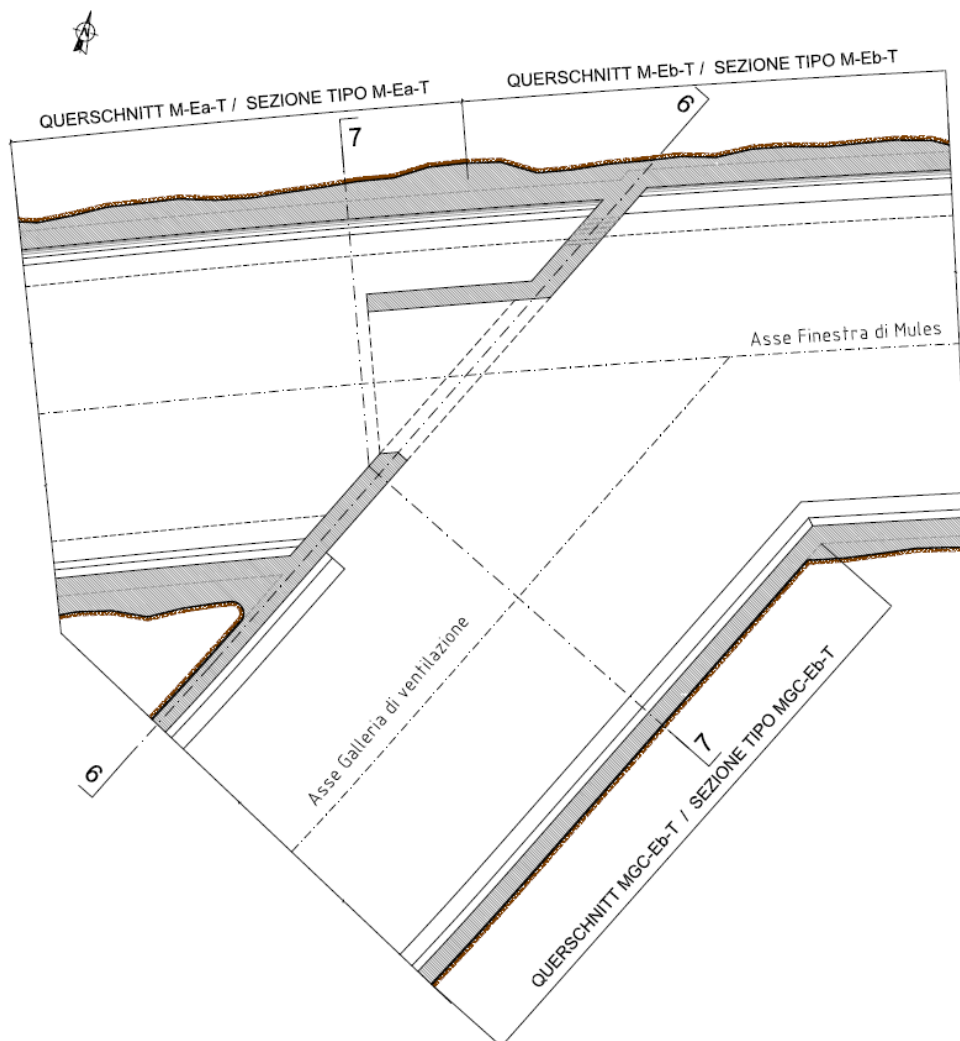 N
QUERSCHNITT M-Ea-T / SEZIONE TIPO M-Ea-T
QUERSCHNITT M-Eb-T / SEZIONE TIPO M-Eb-T
7
6
Asse Finestra di Mules
Asse Galleria di ventilazione
6
7
QUERSCHNITT MGC-Eb-T / SEZIONE TIPO MGC-Eb-T